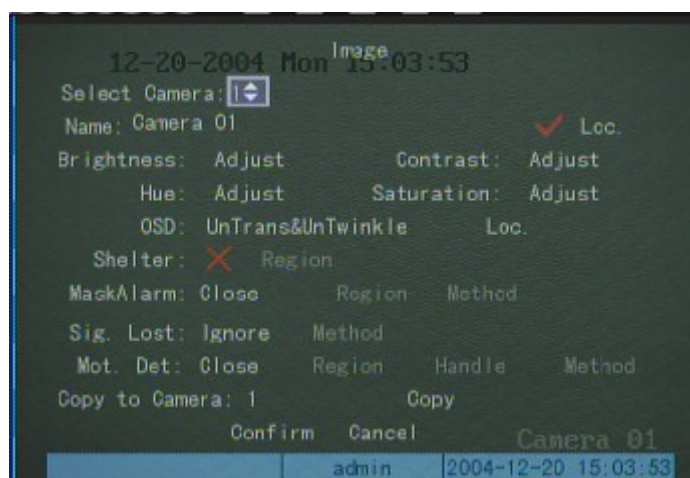 Image
12-20-2004 Mon 15:03:53
Select Camera: 1
Name: Camera 01 Loc.
Brightness: Adjust Contrast: Adjust
Hue: Adjust Saturation: Adjust
OSD: UnTrans&UnTwinkle Loc.
Shelter: Region
MaskAlarm: Close Region Method
Sig. Lost: Ignore Method
Mot. Det: Close Region Handle Method
Copy to Camera: 1 Copy
Confirm Cancel
Camera 01
admin 2004-12-20 15:03:53